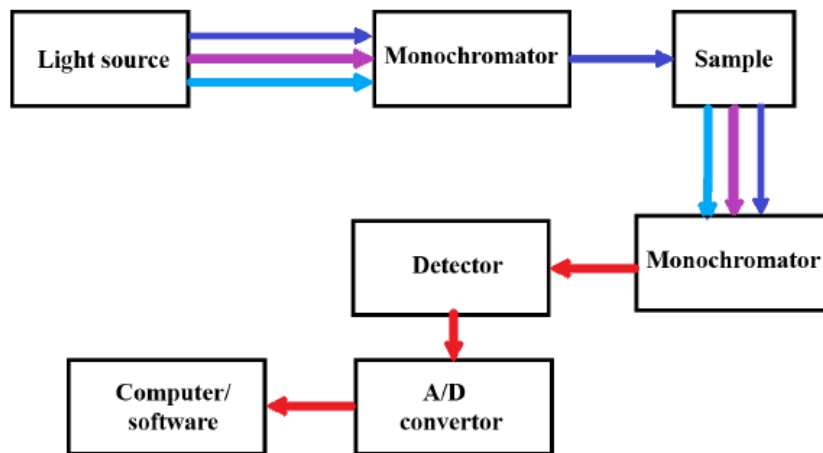 Light source
Monochromator
Sample
Monochromator
Detector
A/D
convertor
Computer/
software